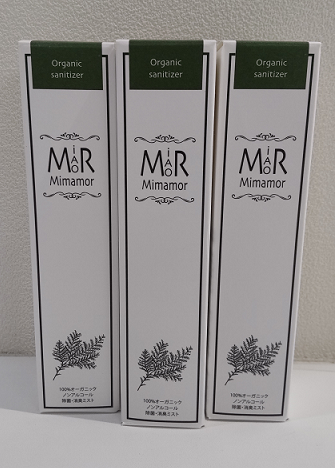 Organic
sanitizer
MiAOR
Mimamor
100%オーガニック
ノンアルコール
除菌・消臭ミスト
Organic
sanitizer
MiAOR
Mimamor
100%オーガニック
ノンアルコール
除菌・消臭ミスト
Organic
sanitizer
MiAOR
Mimamor
100%オーガニック
ノンアルコール
除菌・消臭ミスト